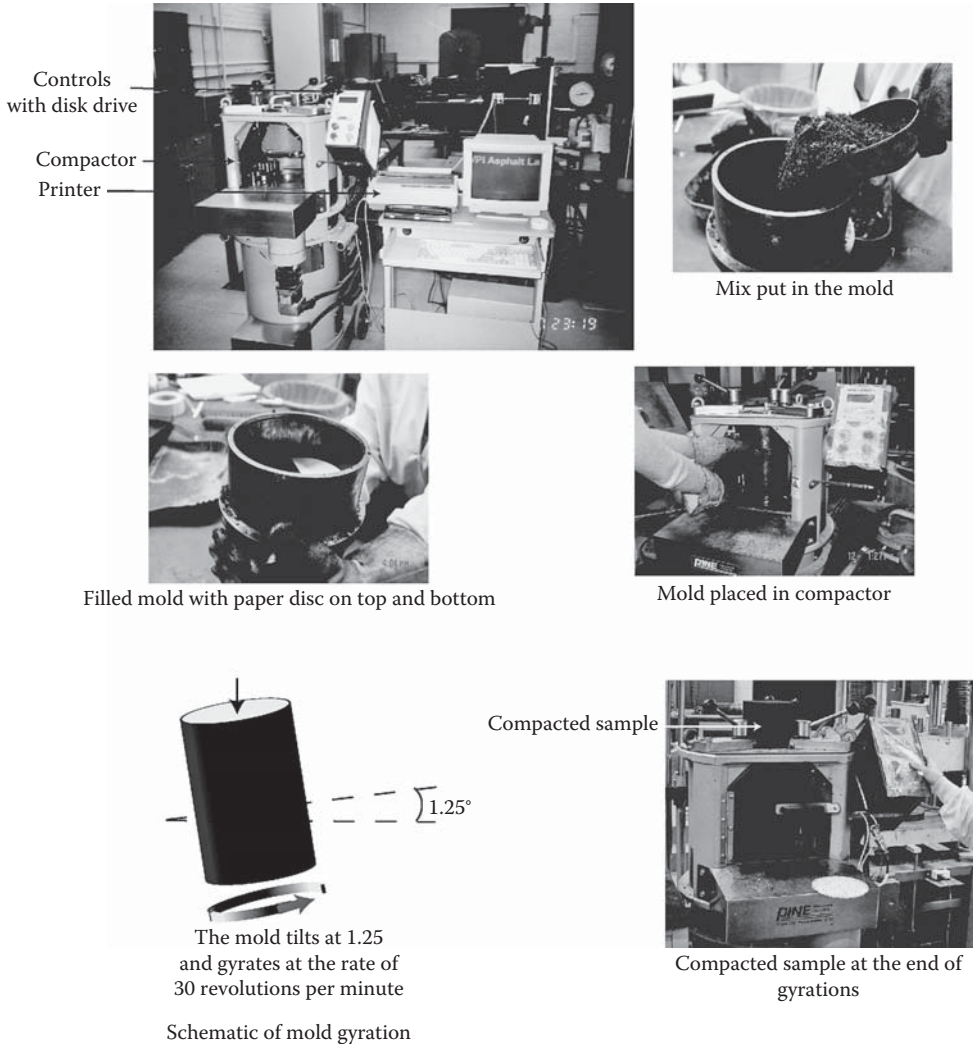 Controls
with disk drive
Compactor
Printer
VPI Asphalt La
23:19
Mix put in the mold
Filled mold with paper disc on top and bottom
Mold placed in compactor
PINE
Compacted sample
1.25°
The mold tilts at 1.25
and gyrates at the rate of
30 revolutions per minute
Schematic of mold gyration
PINE
Compacted sample at the end of
gyrations